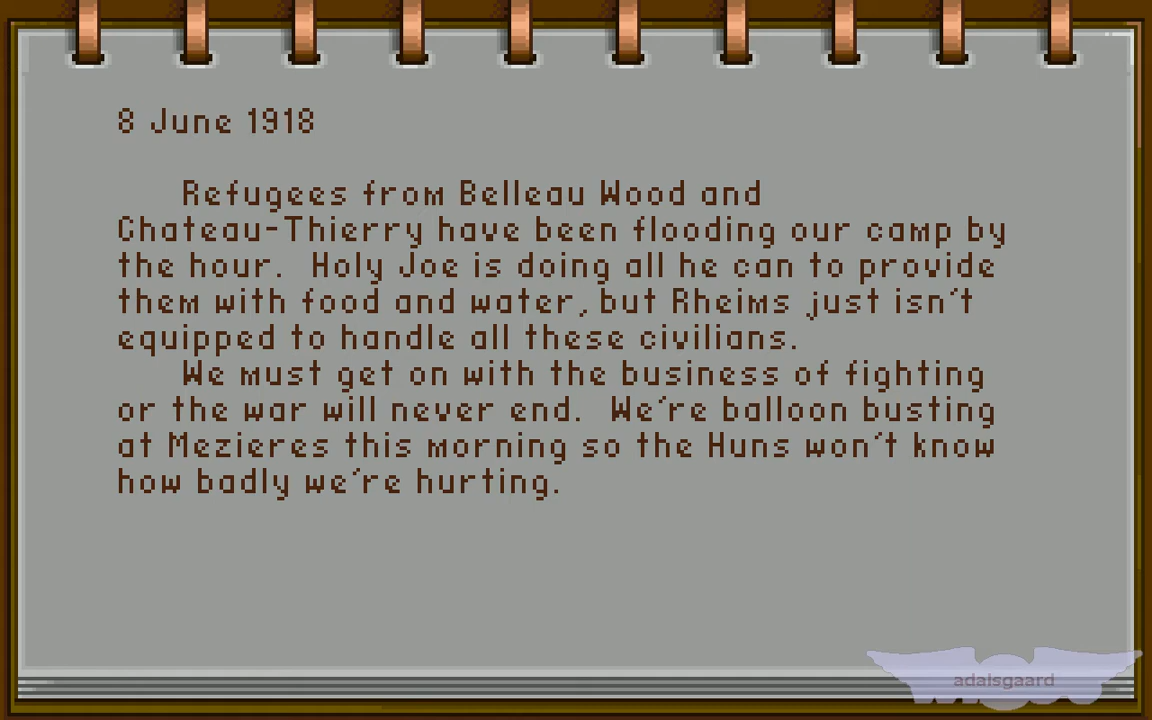 8 June 1918
Refugees from Belleau Wood and
Chateau-Thierry have been flooding our camp by
the hour.  Holy Joe is doing all he can to provide
them with food and water, but Rheims just isn't
equipped to handle all these civilians.
We must get on with the business of fighting
or the war will never end.  We're balloon busting
at Mezieres this morning so the Huns won't know
how badly we're hurting.
adalsgaard